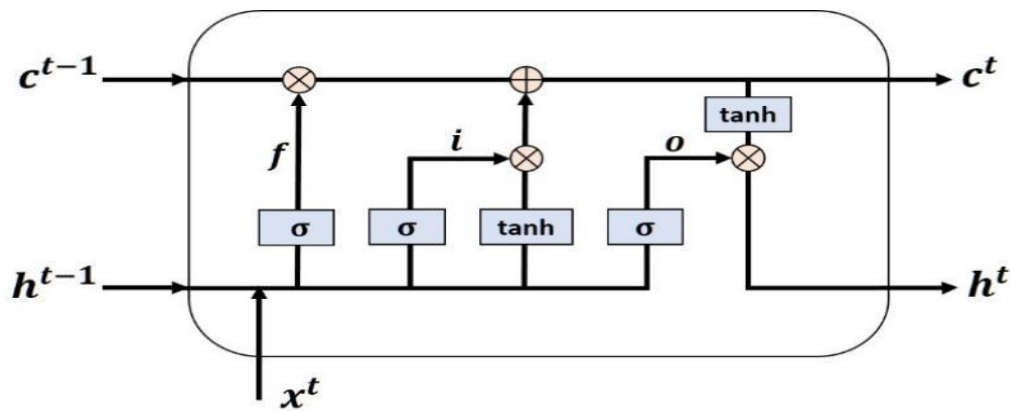 c^{t-1}
c^t
tanh
f
i
o
σ
σ
tanh
σ
h^{t-1}
h^t
x^t